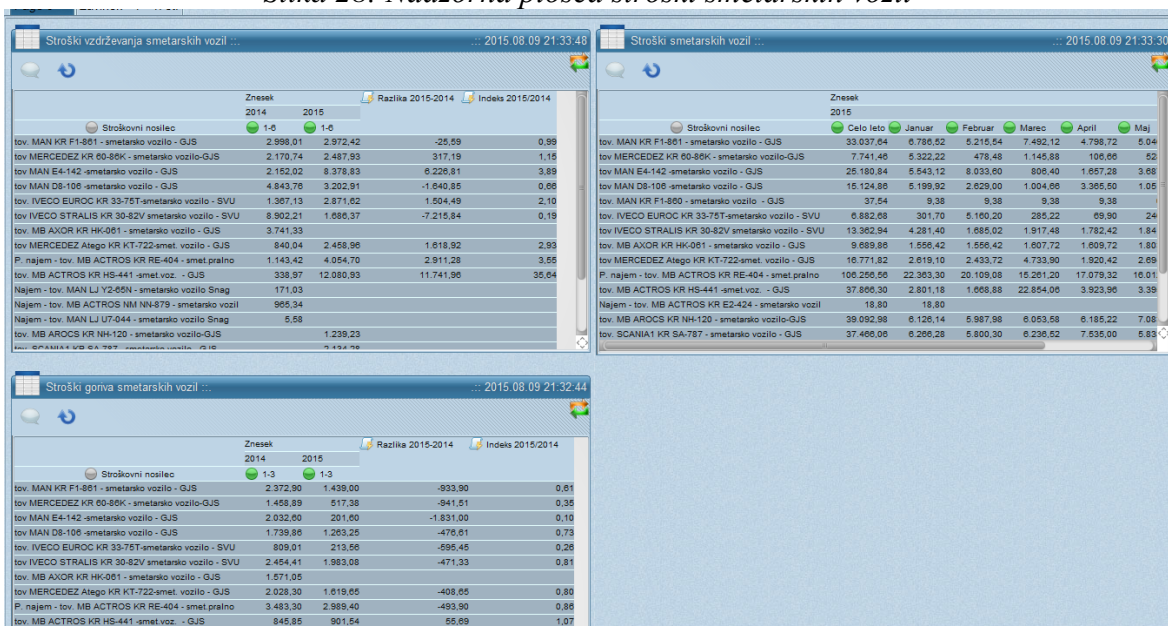 Slika 28: Nadzorna plošča stroški smetarskih vozil
Stroški vzdrževanja smetarskih vozil ::. .:: 2015.08.09 21:33:48
Znesek Razlika 2015-2014 Indeks 2015/2014
2014 2015
Stroškovni nosilec 1-6 1-6
tov. MAN KR F1-861 - smetarsko vozilo - GJS 2.998,01 2.972,42 -25,59 0,99
tov MERCEDEZ KR 60-86K - smetarsko vozilo-GJS 2.170,74 2.487,93 317,19 1,15
tov MAN E4-142 -smetarsko vozilo - GJS 2.152,02 8.378,83 6.226,81 3,89
tov MAN D8-106 -smetarsko vozilo - GJS 4.843,76 3.202,91 -1.640,85 0,66
tov. IVECO EUROC KR 33-75T-smetarsko vozilo - SVU 1.367,13 2.871,62 1.504,49 2,10
tov IVECO STRALIS KR 30-82V smetarsko vozilo - SVU 8.902,21 1.686,37 -7.215,84 0,19
tov. MB AXOR KR HK-061 - smetarsko vozilo - GJS 3.741,33
tov MERCEDEZ Atego KR KT-722-smet. vozilo - GJS 840,04 2.458,96 1.618,92 2,93
P. najem - tov. MB ACTROS KR RE-404 - smet.pralno 1.143,42 4.054,70 2.911,28 3,55
tov. MB ACTROS KR HS-441 -smet.voz. - GJS 338,97 12.080,93 11.741,96 35,64
Najem - tov. MAN LJ Y2-65N - smetarsko vozilo Snag 171,03
Najem - tov. MB ACTROS NM NN-879 - smetarsko vozil 965,34
Najem - tov. MAN LJ U7-044 - smetarsko vozilo Snag 5,58
tov. MB AROCS KR NH-120 - smetarsko vozilo-GJS 1.239,23
tov. SCANIA1 KR SA-787 - smetarsko vozilo - GJS 2.134,28
Stroški smetarskih vozil ::. .:: 2015.08.09 21:33:30
Znesek
2015
Stroškovni nosilec Celo leto Januar Februar Marec April Maj
tov. MAN KR F1-861 - smetarsko vozilo - GJS 33.037,64 6.786,52 5.215,54 7.492,12 4.798,72 5.04
tov MERCEDEZ KR 60-86K - smetarsko vozilo-GJS 7.741,46 5.322,22 478,48 1.145,88 106,66 52
tov MAN E4-142 -smetarsko vozilo - GJS 25.180,84 5.543,12 8.033,60 806,40 1.657,28 3.68
tov MAN D8-106 -smetarsko vozilo - GJS 15.124,86 5.199,92 2.629,00 1.004,66 3.365,50 1.05
tov. MAN KR F1-860 - smetarsko vozilo - GJS 37,54 9,38 9,38 9,38 9,38
tov. IVECO EUROC KR 33-75T-smetarsko vozilo - SVU 6.882,68 301,70 5.160,20 285,22 69,90 24
tov IVECO STRALIS KR 30-82V smetarsko vozilo - SVU 13.362,94 4.281,40 1.685,02 1.917,48 1.782,42 1.84
tov. MB AXOR KR HK-061 - smetarsko vozilo - GJS 9.689,86 1.556,42 1.556,42 1.607,72 1.609,72 1.80
tov MERCEDEZ Atego KR KT-722-smet. vozilo - GJS 16.771,82 2.619,10 2.433,72 4.733,90 1.920,42 2.69
P. najem - tov. MB ACTROS KR RE-404 - smet.pralno 106.256,56 22.363,30 20.109,08 15.261,20 17.079,32 16.01
tov. MB ACTROS KR HS-441 -smet.voz. - GJS 37.866,30 2.801,18 1.668,88 22.854,06 3.923,96 3.39
Najem - tov. MB ACTROS KR E2-424 - smetarsko vozil 18,80 18,80
tov. MB AROCS KR NH-120 - smetarsko vozilo-GJS 39.092,98 6.126,14 5.987,98 6.053,58 6.185,22 7.08
tov. SCANIA1 KR SA-787 - smetarsko vozilo - GJS 37.466,06 6.266,28 5.800,30 6.236,52 7.535,00 5.83
Stroški goriva smetarskih vozil ::. .:: 2015.08.09 21:32:44
Znesek Razlika 2015-2014 Indeks 2015/2014
2014 2015
Stroškovni nosilec 1-3 1-3
tov. MAN KR F1-861 - smetarsko vozilo - GJS 2.372,90 1.439,00 -933,90 0,61
tov MERCEDEZ KR 60-86K - smetarsko vozilo-GJS 1.458,89 517,38 -941,51 0,35
tov MAN E4-142 -smetarsko vozilo - GJS 2.032,60 201,60 -1.831,00 0,10
tov MAN D8-106 -smetarsko vozilo - GJS 1.739,86 1.263,25 -476,61 0,73
tov. IVECO EUROC KR 33-75T-smetarsko vozilo - SVU 809,01 213,56 -595,45 0,26
tov IVECO STRALIS KR 30-82V smetarsko vozilo - SVU 2.454,41 1.983,08 -471,33 0,81
tov. MB AXOR KR HK-061 - smetarsko vozilo - GJS 1.571,05
tov MERCEDEZ Atego KR KT-722-smet. vozilo - GJS 2.028,30 1.619,65 -408,65 0,80
P. najem - tov. MB ACTROS KR RE-404 - smet.pralno 3.483,30 2.989,40 -493,90 0,86
tov. MB ACTROS KR HS-441 -smet.voz. - GJS 845,85 901,54 55,69 1,07